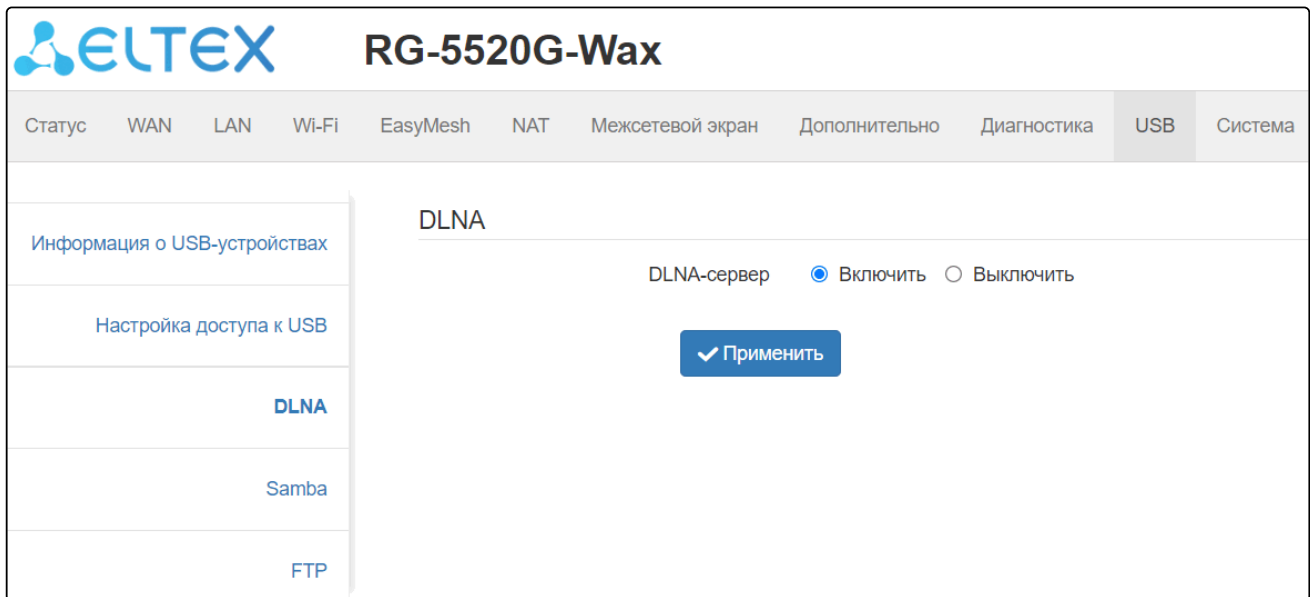 ELTEX RG-5520G-Wax
Статус WAN LAN Wi-Fi EasyMesh NAT Межсетевой экран Дополнительно Диагностика USB Система
Информация о USB-устройствах
Настройка доступа к USB
DLNA
Samba
FTP
DLNA
DLNA-сервер Включить Выключить
Применить